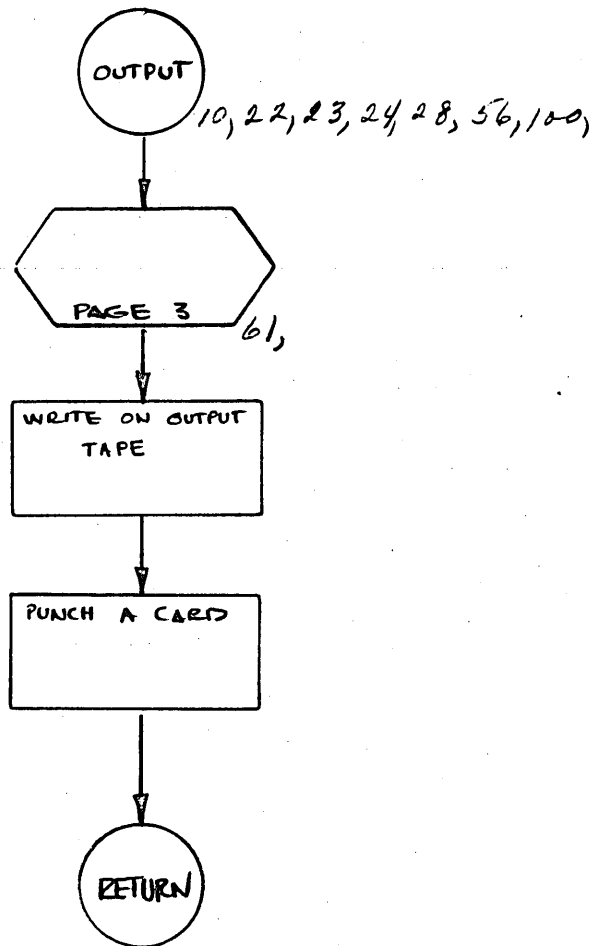 OUTPUT
10, 22, 23, 24, 28, 56, 100,
PAGE 3
61,
WRITE ON OUTPUT
TAPE
PUNCH A CARD
RETURN